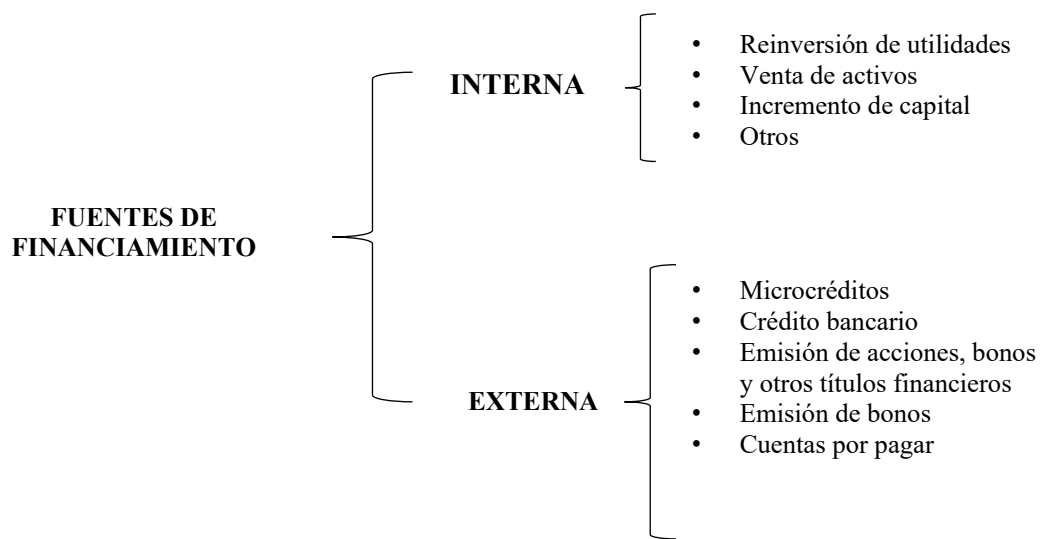 FUENTES DE
FINANCIAMIENTO
INTERNA
• Reinversión de utilidades
• Venta de activos
• Incremento de capital
• Otros
EXTERNA
• Microcréditos
• Crédito bancario
• Emisión de acciones, bonos
y otros títulos financieros
• Emisión de bonos
• Cuentas por pagar